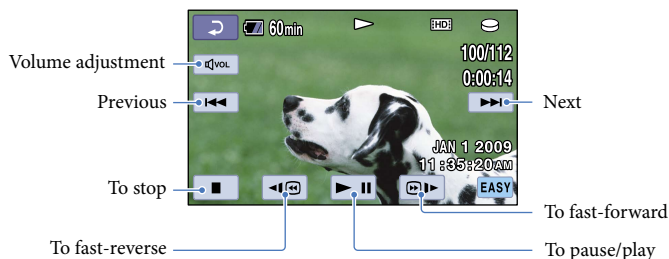 60min
HD
100/112
0:00:14
Volume adjustment
VOL
Previous
Next
JAN 1 2009
11:35:20AM
To stop
EASY
To fast-forward
To fast-reverse
To pause/play